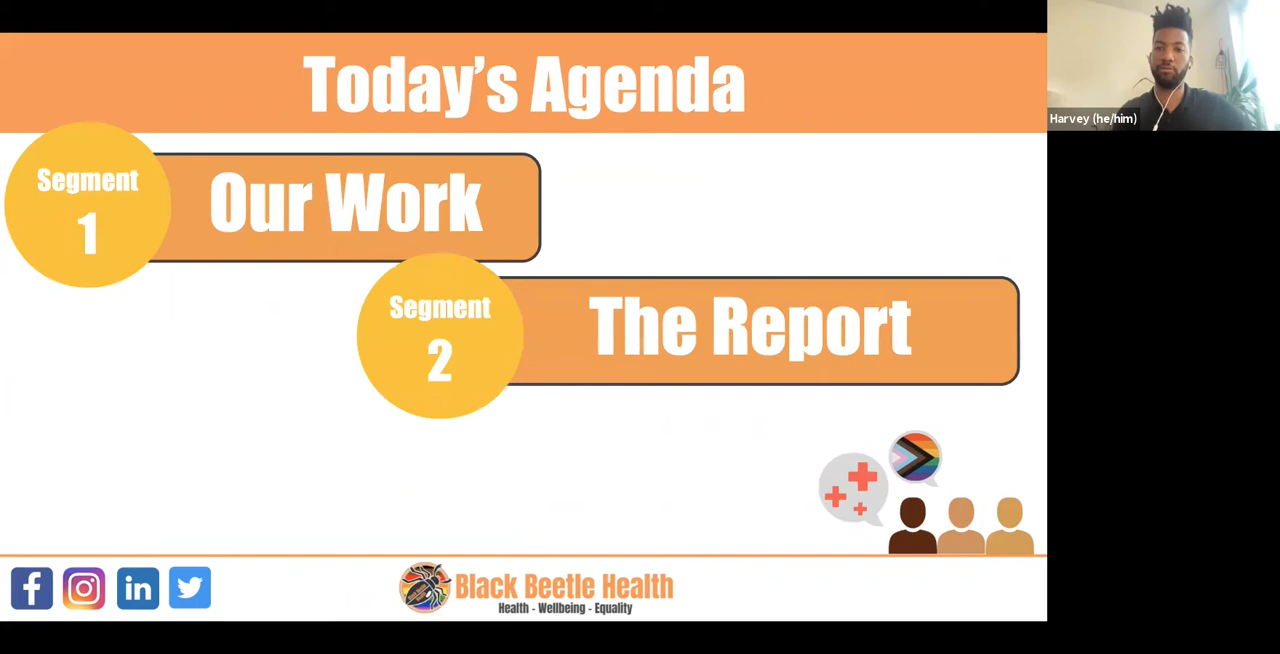 Today's Agenda
Harvey (he/him)
Segment
1
Our Work
Segment
2
The Report
f
in
Black Beetle Health
Health - Wellbeing - Equality